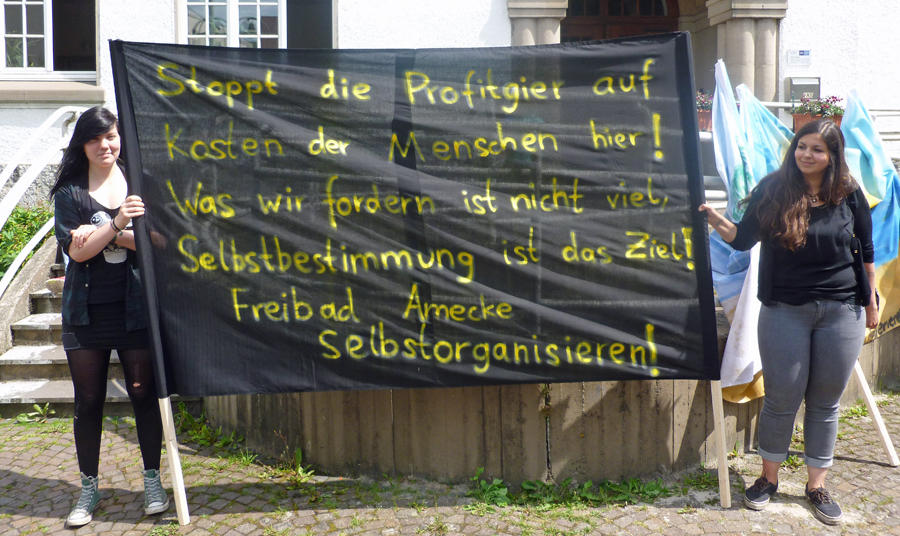 Stoppt die Profitgier auf
Kosten der Menschen hier!
Was wir fordern ist nicht viel,
Selbstbestimmung ist das Ziel!
Freibad Amecke
Selbstorganisieren!